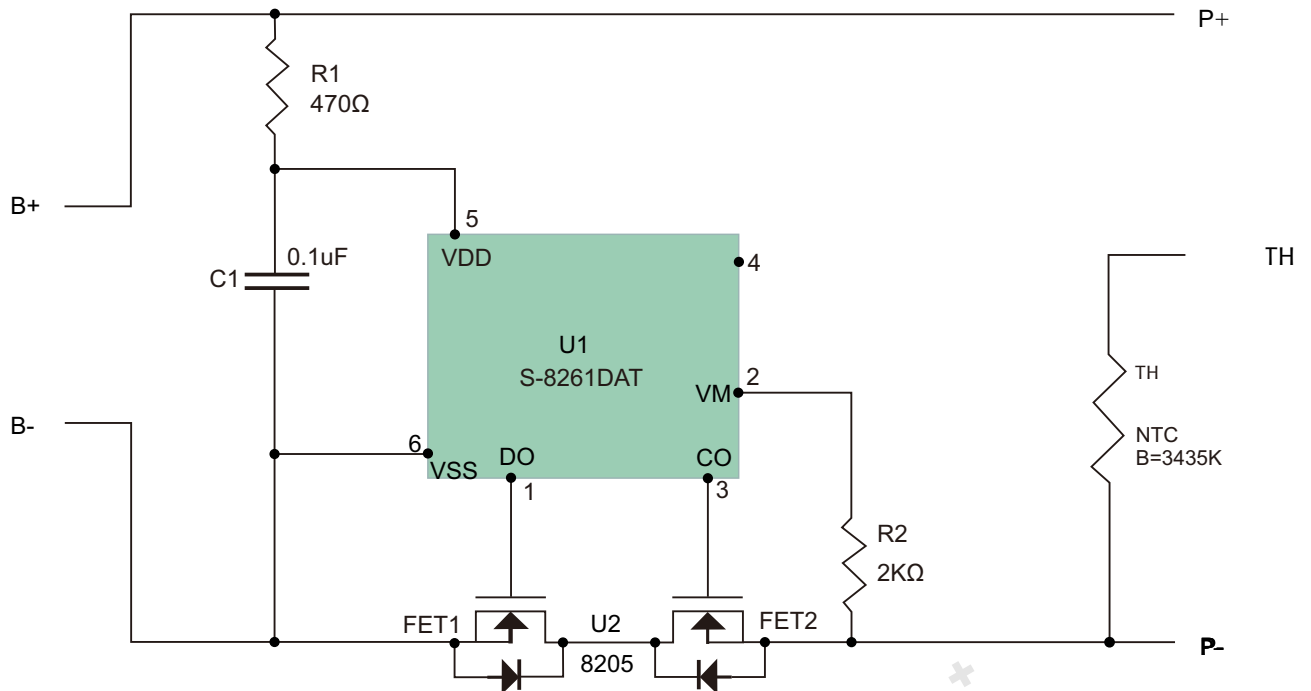 P+
R1
470Ω
B+
5
VDD
0.1uF
C1
4
TH
U1
S-8261DAT
TH
VM
2
B-
NTC
B=3435K
6
VSS
DO
CO
1
3
R2
2KΩ
FET1
U2
FET2
8205
P-